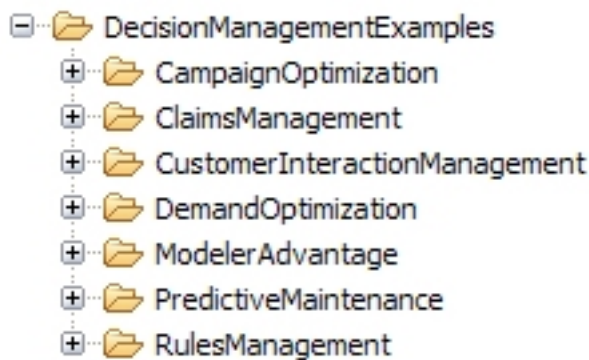 DecisionManagementExamples
CampaignOptimization
ClaimsManagement
CustomerInteractionManagement
DemandOptimization
ModelerAdvantage
PredictiveMaintenance
RulesManagement